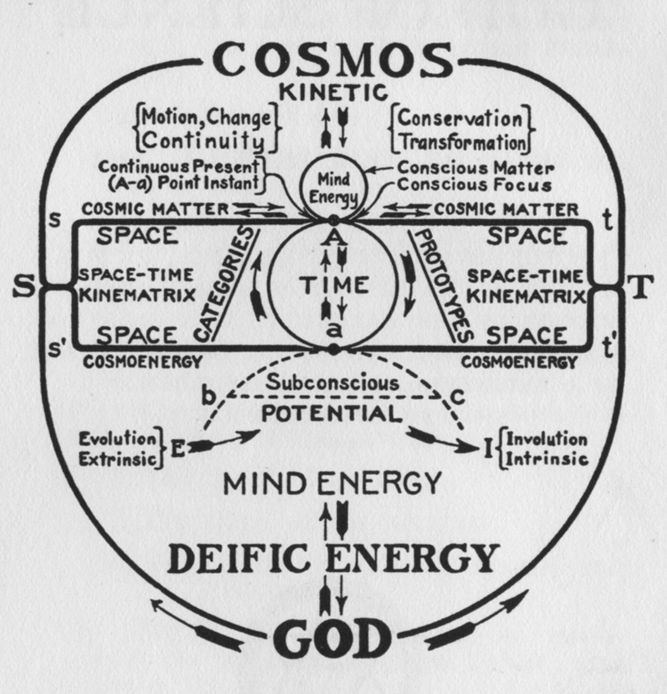 COSMOS
KINETIC
Motion, Change
Continuity
Conservation
Transformation
Continuous Present
(A-a) Point Instant
Mind
Energy
Conscious Matter
Conscious Focus
s
COSMIC MATTER
COSMIC MATTER
t
SPACE
A
SPACE
CATEGORIES
PROTOTYPES
S
SPACE-TIME
KINEMATRIX
TIME
SPACE-TIME
KINEMATRIX
T
SPACE
a
SPACE
s'
COSMOENERGY
COSMOENERGY
t'
b
Subconscious
c
POTENTIAL
Evolution
Extrinsic
E
I
Involution
Intrinsic
MIND ENERGY
DEIFIC ENERGY
GOD